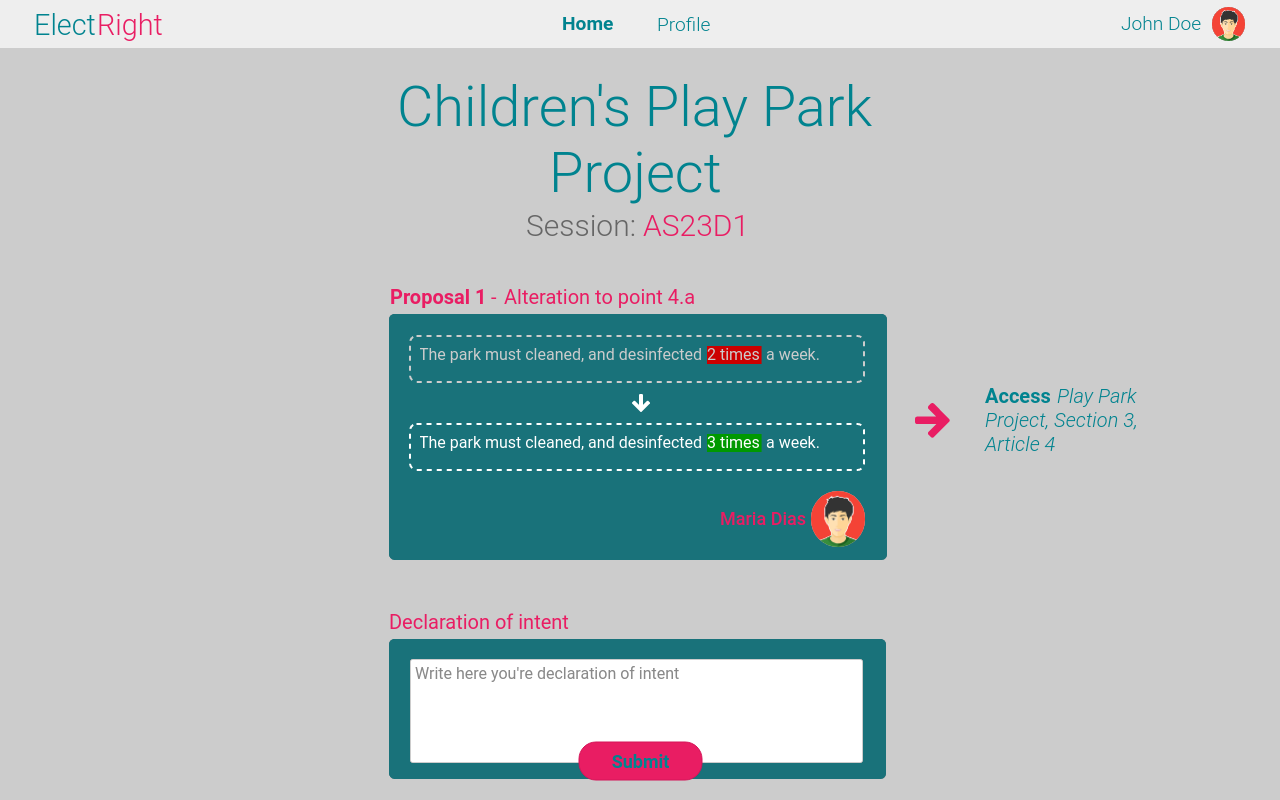 ElectRight
Home
Profile
John Doe
Children's Play Park
Project
Session: AS23D1
Proposal 1 - Alteration to point 4.a
The park must cleaned, and desinfected 2 times a week.
The park must cleaned, and desinfected 3 times a week.
Maria Dias
Access Play Park
Project, Section 3,
Article 4
Declaration of intent
Write here you're declaration of intent
Submit